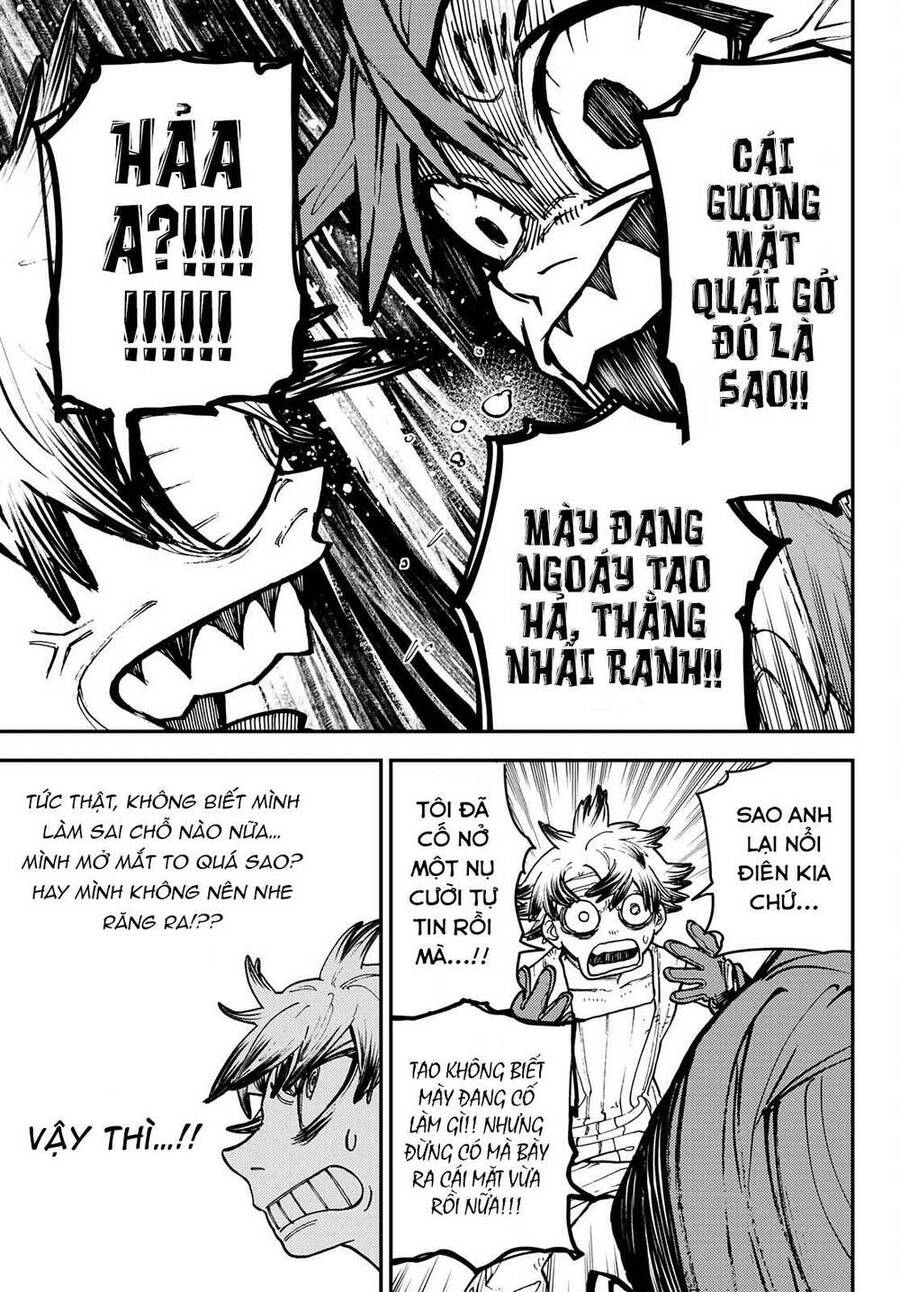 CÁI
GƯƠNG
MẶT
QUÁI GỞ
ĐÓ LÀ
SAO!!
HẢA
A?!!!!!
!!!!!!!
MÀY ĐANG
NGOÁY TAO
HẢ, THẰNG
NHÃI RANH!!
SAO ANH
LẠI NỔI
ĐIÊN KIA
CHỨ...
TÔI ĐÃ
CỐ NỞ
MỘT NỤ
CƯỜI TỰ
TIN RỒI
MÀ...!!
TAO KHÔNG BIẾT
MÀY ĐANG CỐ
LÀM GÌ!! NHƯNG
ĐỪNG CÓ MÀ BÀY
RA CÁI MẶT VỪA
RỒI NỮA!!!
TỨC THẬT, KHÔNG BIẾT MÌNH
LÀM SAI CHỖ NÀO NỮA...
MÌNH MỞ MẮT TO QUÁ SAO?
HAY MÌNH KHÔNG NÊN NHE
RĂNG RA!??
VẬY THÌ...!!